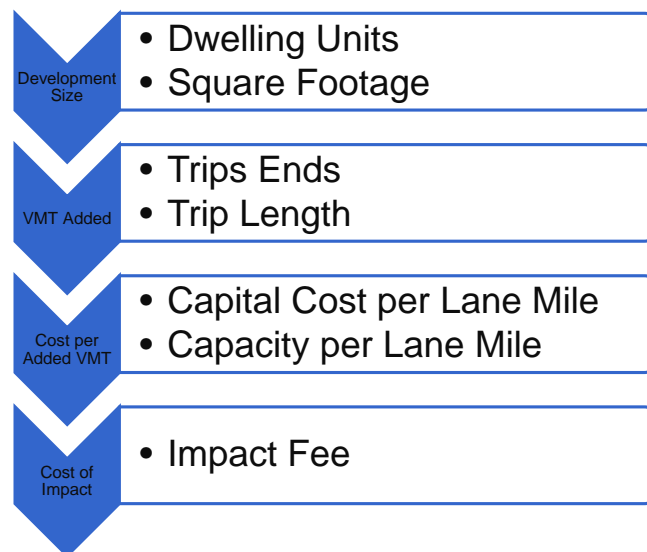 Development
Size
• Dwelling Units
• Square Footage
VMT Added
• Trips Ends
• Trip Length
Cost per
Added VMT
• Capital Cost per Lane Mile
• Capacity per Lane Mile
Cost of
Impact
• Impact Fee